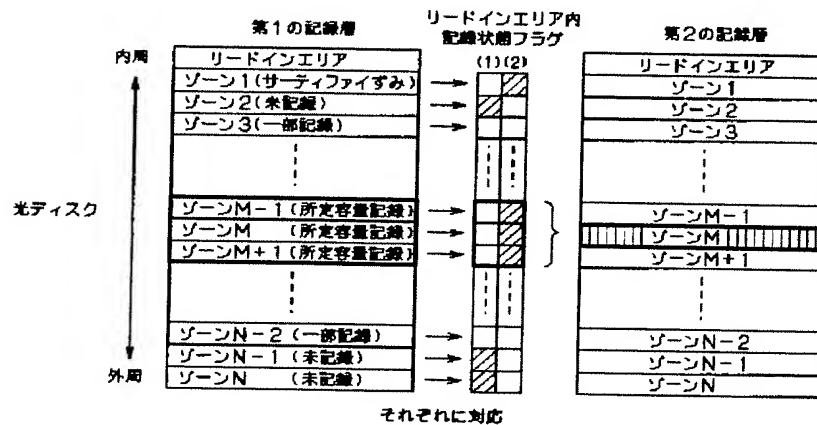 第1の記録層
リードインエリア内
記録状態フラグ
(1)(2)
第2の記録層
内周
光ディスク
外周
リードインエリア
ゾーン1(サーティファイずみ)
ゾーン2(未記録)
ゾーン3(一部記録)
ゾーンM-1(所定容量記録)
ゾーンM (所定容量記録)
ゾーンM+1(所定容量記録)
ゾーンN-2(一部記録)
ゾーンN-1(未記録)
ゾーンN (未記録)
リードインエリア
ゾーン1
ゾーン2
ゾーン3
ゾーンM-1
ゾーンM
ゾーンM+1
ゾーンN-2
ゾーンN-1
ゾーンN
それぞれに対応